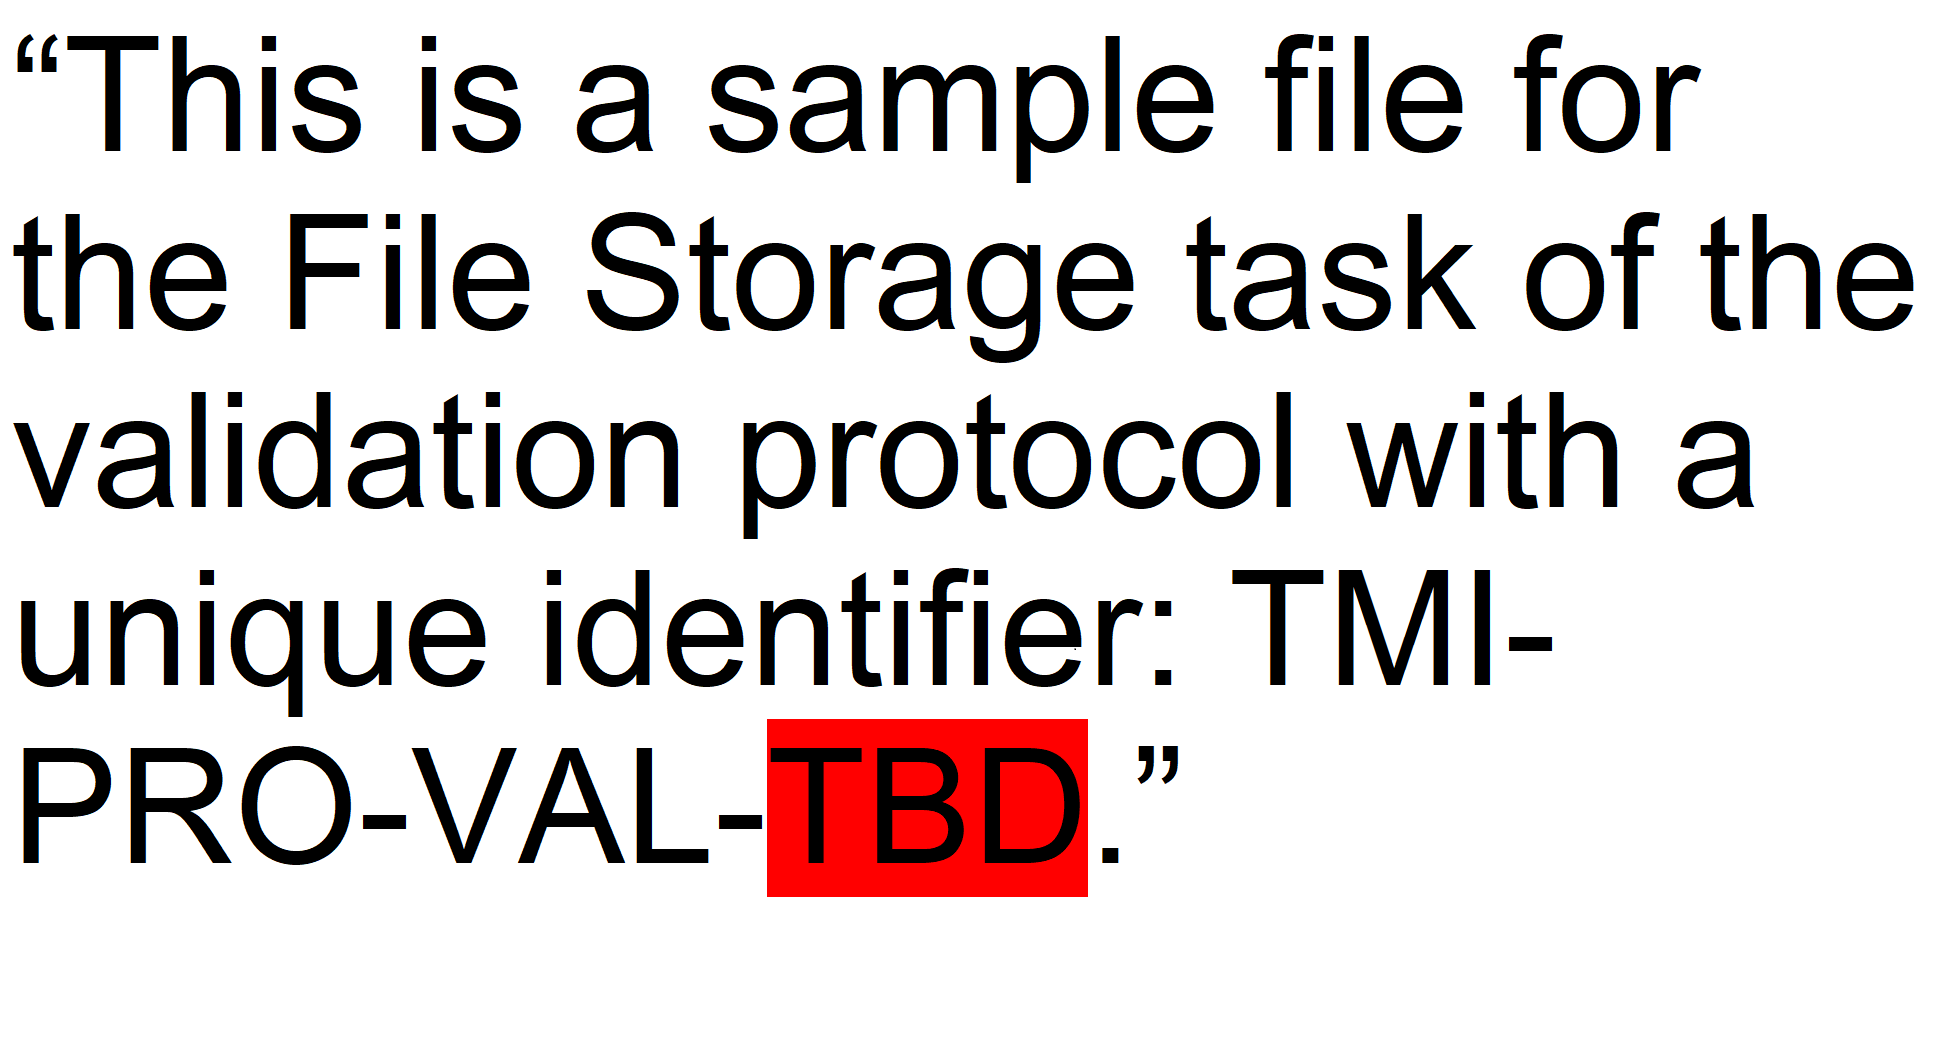 “This is a sample file for
the File Storage task of the
validation protocol with a
unique identifier: TMI-
PRO-VAL-TBD.”